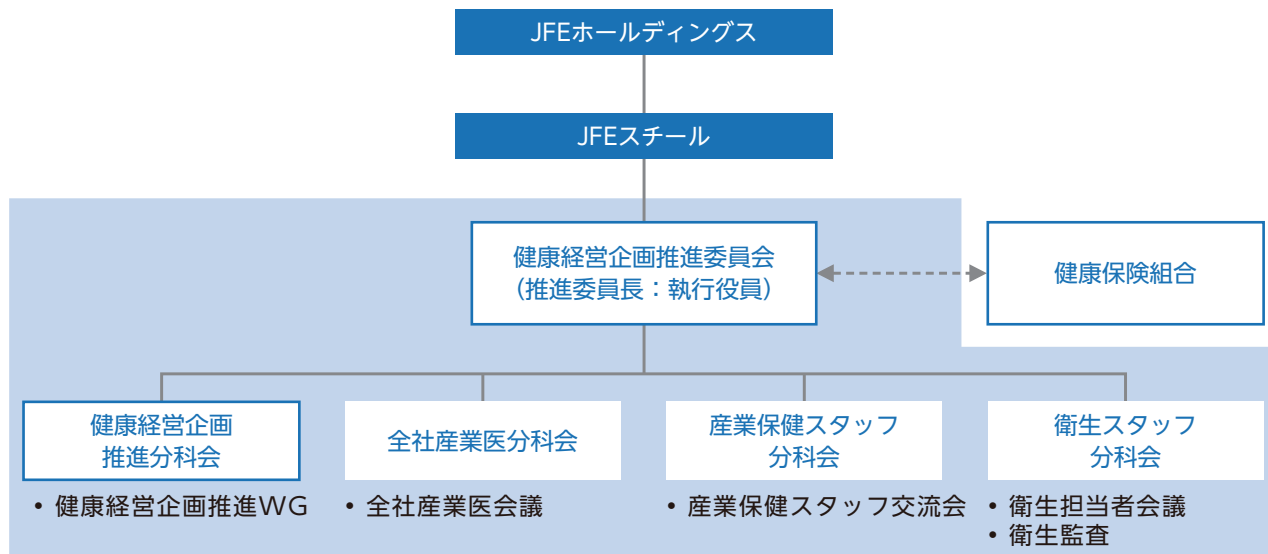 JFEホールディングス
JFEスチール
健康経営企画推進委員会
（推進委員長：執行役員）
健康保険組合
健康経営企画
推進分科会
全社産業医分科会
産業保健スタッフ
分科会
衛生スタッフ
分科会
• 健康経営企画推進WG
• 全社産業医会議
• 産業保健スタッフ交流会
• 衛生担当者会議
• 衛生監査